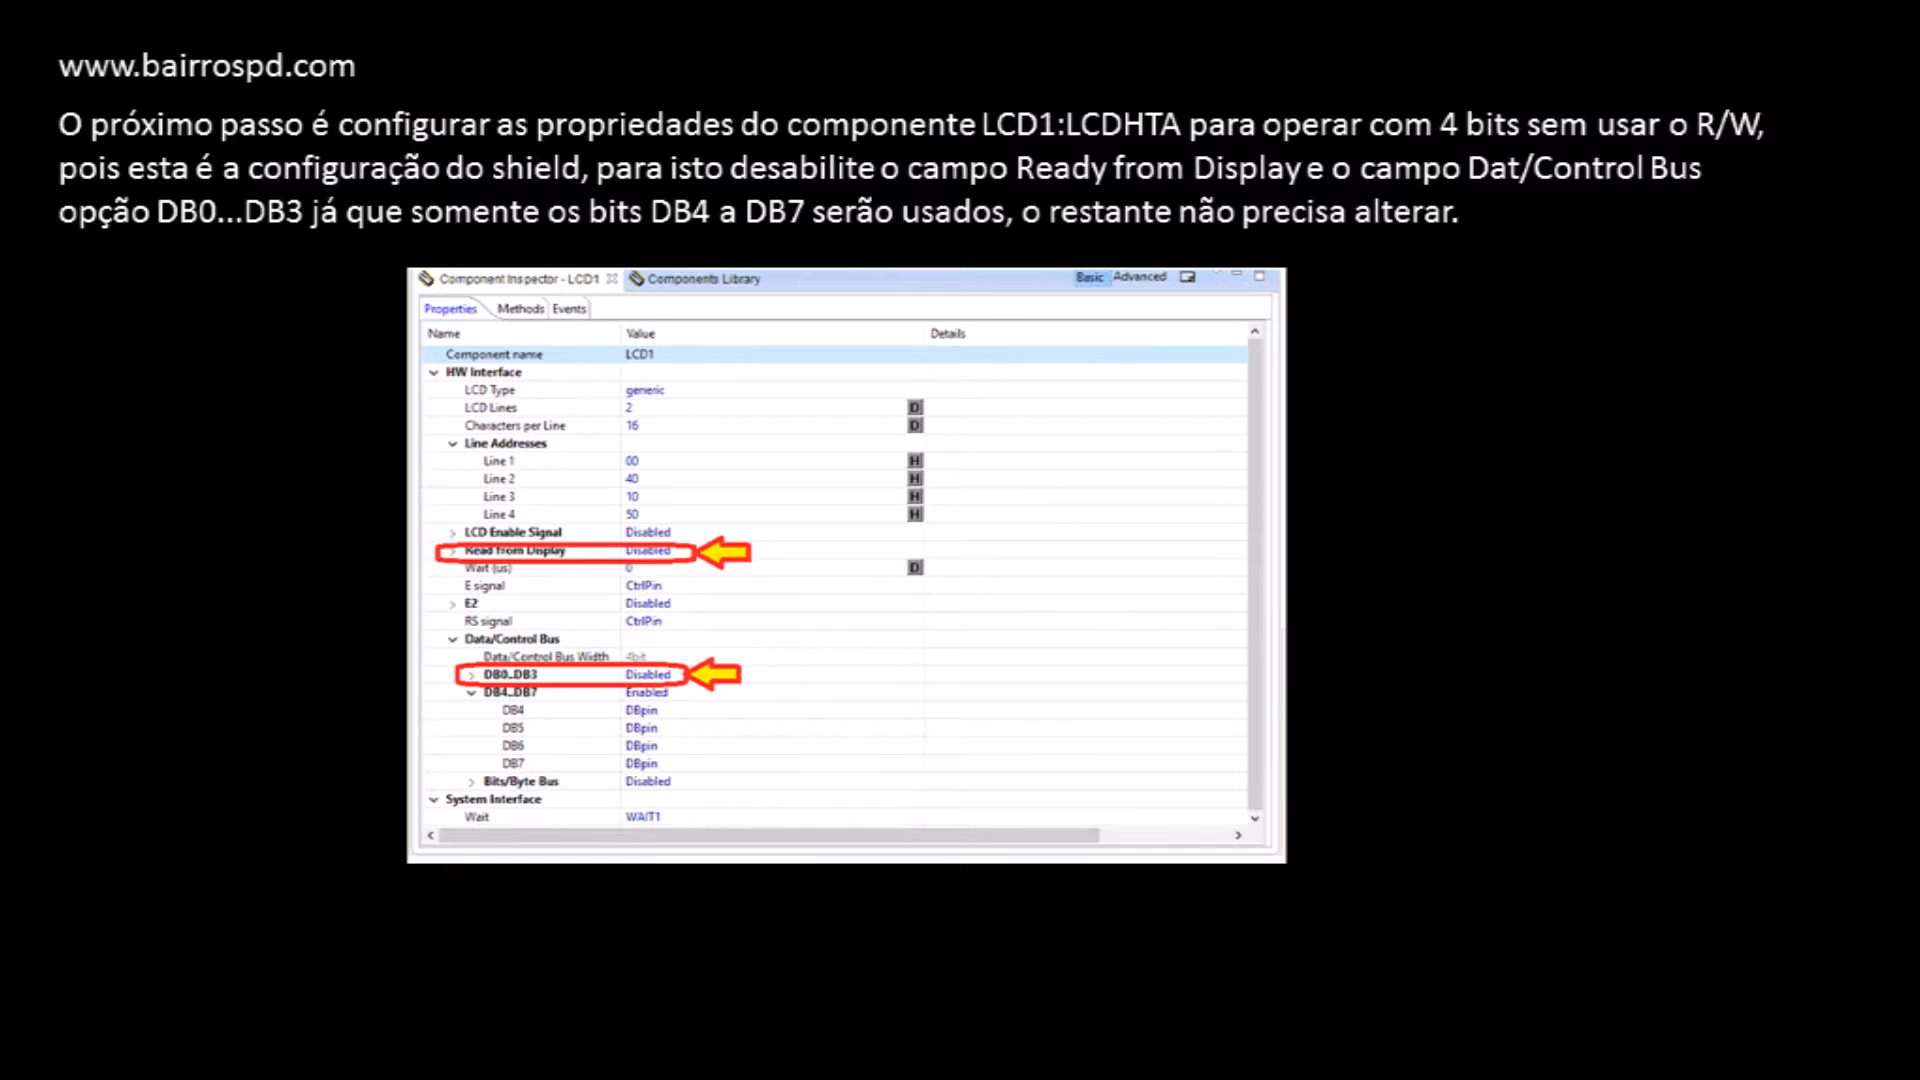 www.bairrospd.com
O próximo passo é configurar as propriedades do componente LCD1:LCDHTA para operar com 4 bits sem usar o R/W,
pois esta é a configuração do shield, para isto desabilite o campo Ready from Display e o campo Dat/Control Bus
opção DB0...DB3 já que somente os bits DB4 a DB7 serão usados, o restante não precisa alterar.
Component Inspector - LCD1 Components Library Basic Advanced
Properties Methods Events
Name Value Details
Component name LCD1
HW Interface
LCD Type generic
LCD Lines 2 D
Characters per Line 16 D
Line Addresses
Line 1 00 H
Line 2 40 H
Line 3 10 H
Line 4 50 H
LCD Enable Signal Disabled
Read from Display Disabled
Wait (us) 0 D
E signal CtrlPin
E2 Disabled
RS signal CtrlPin
Data/Control Bus
Data/Control Bus Width 4bit
DB0..DB3 Disabled
DB4..DB7 Enabled
DB4 DBpin
DB5 DBpin
DB6 DBpin
DB7 DBpin
Bits/Byte Bus Disabled
System Interface
Wait WAIT1